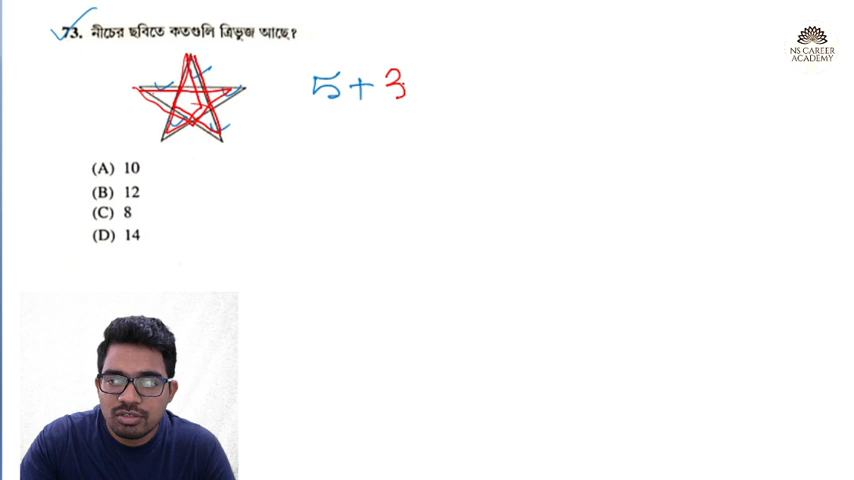 73. নীচের ছবিতে কতগুলি ত্রিভুজ আছে?
NS CAREER
ACADEMY
5+3
(A) 10
(B) 12
(C) 8
(D) 14